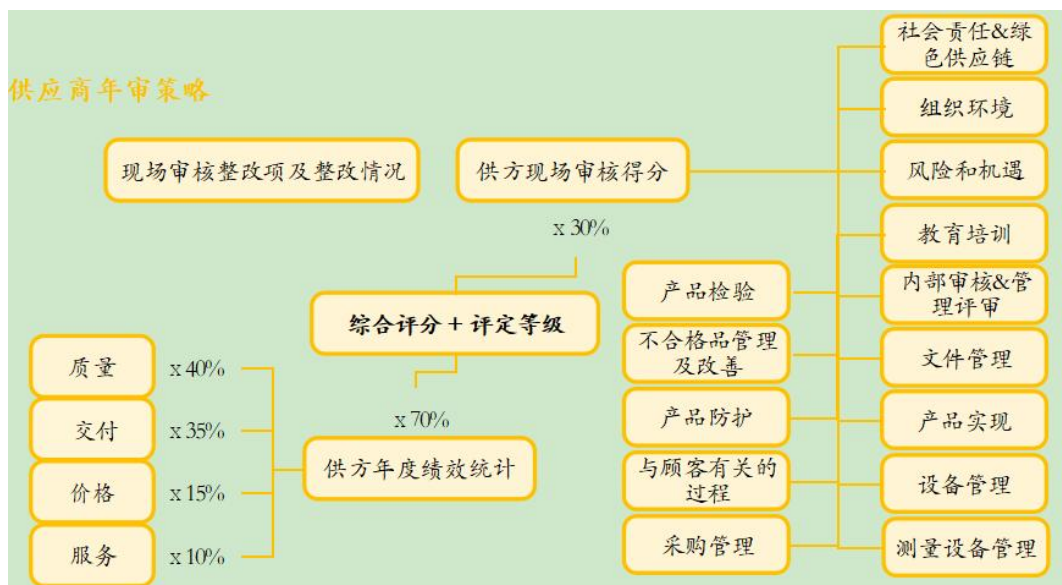 供应商年审策略
现场审核整改项及整改情况
供方现场审核得分
x 30%
综合评分 + 评定等级
x 70%
供方年度绩效统计
质量
x 40%
交付
x 35%
价格
x 15%
服务
x 10%
产品检验
不合格品管理
及改善
产品防护
与顾客有关的
过程
采购管理
社会责任&绿
色供应链
组织环境
风险和机遇
教育培训
内部审核&管
理评审
文件管理
产品实现
设备管理
测量设备管理